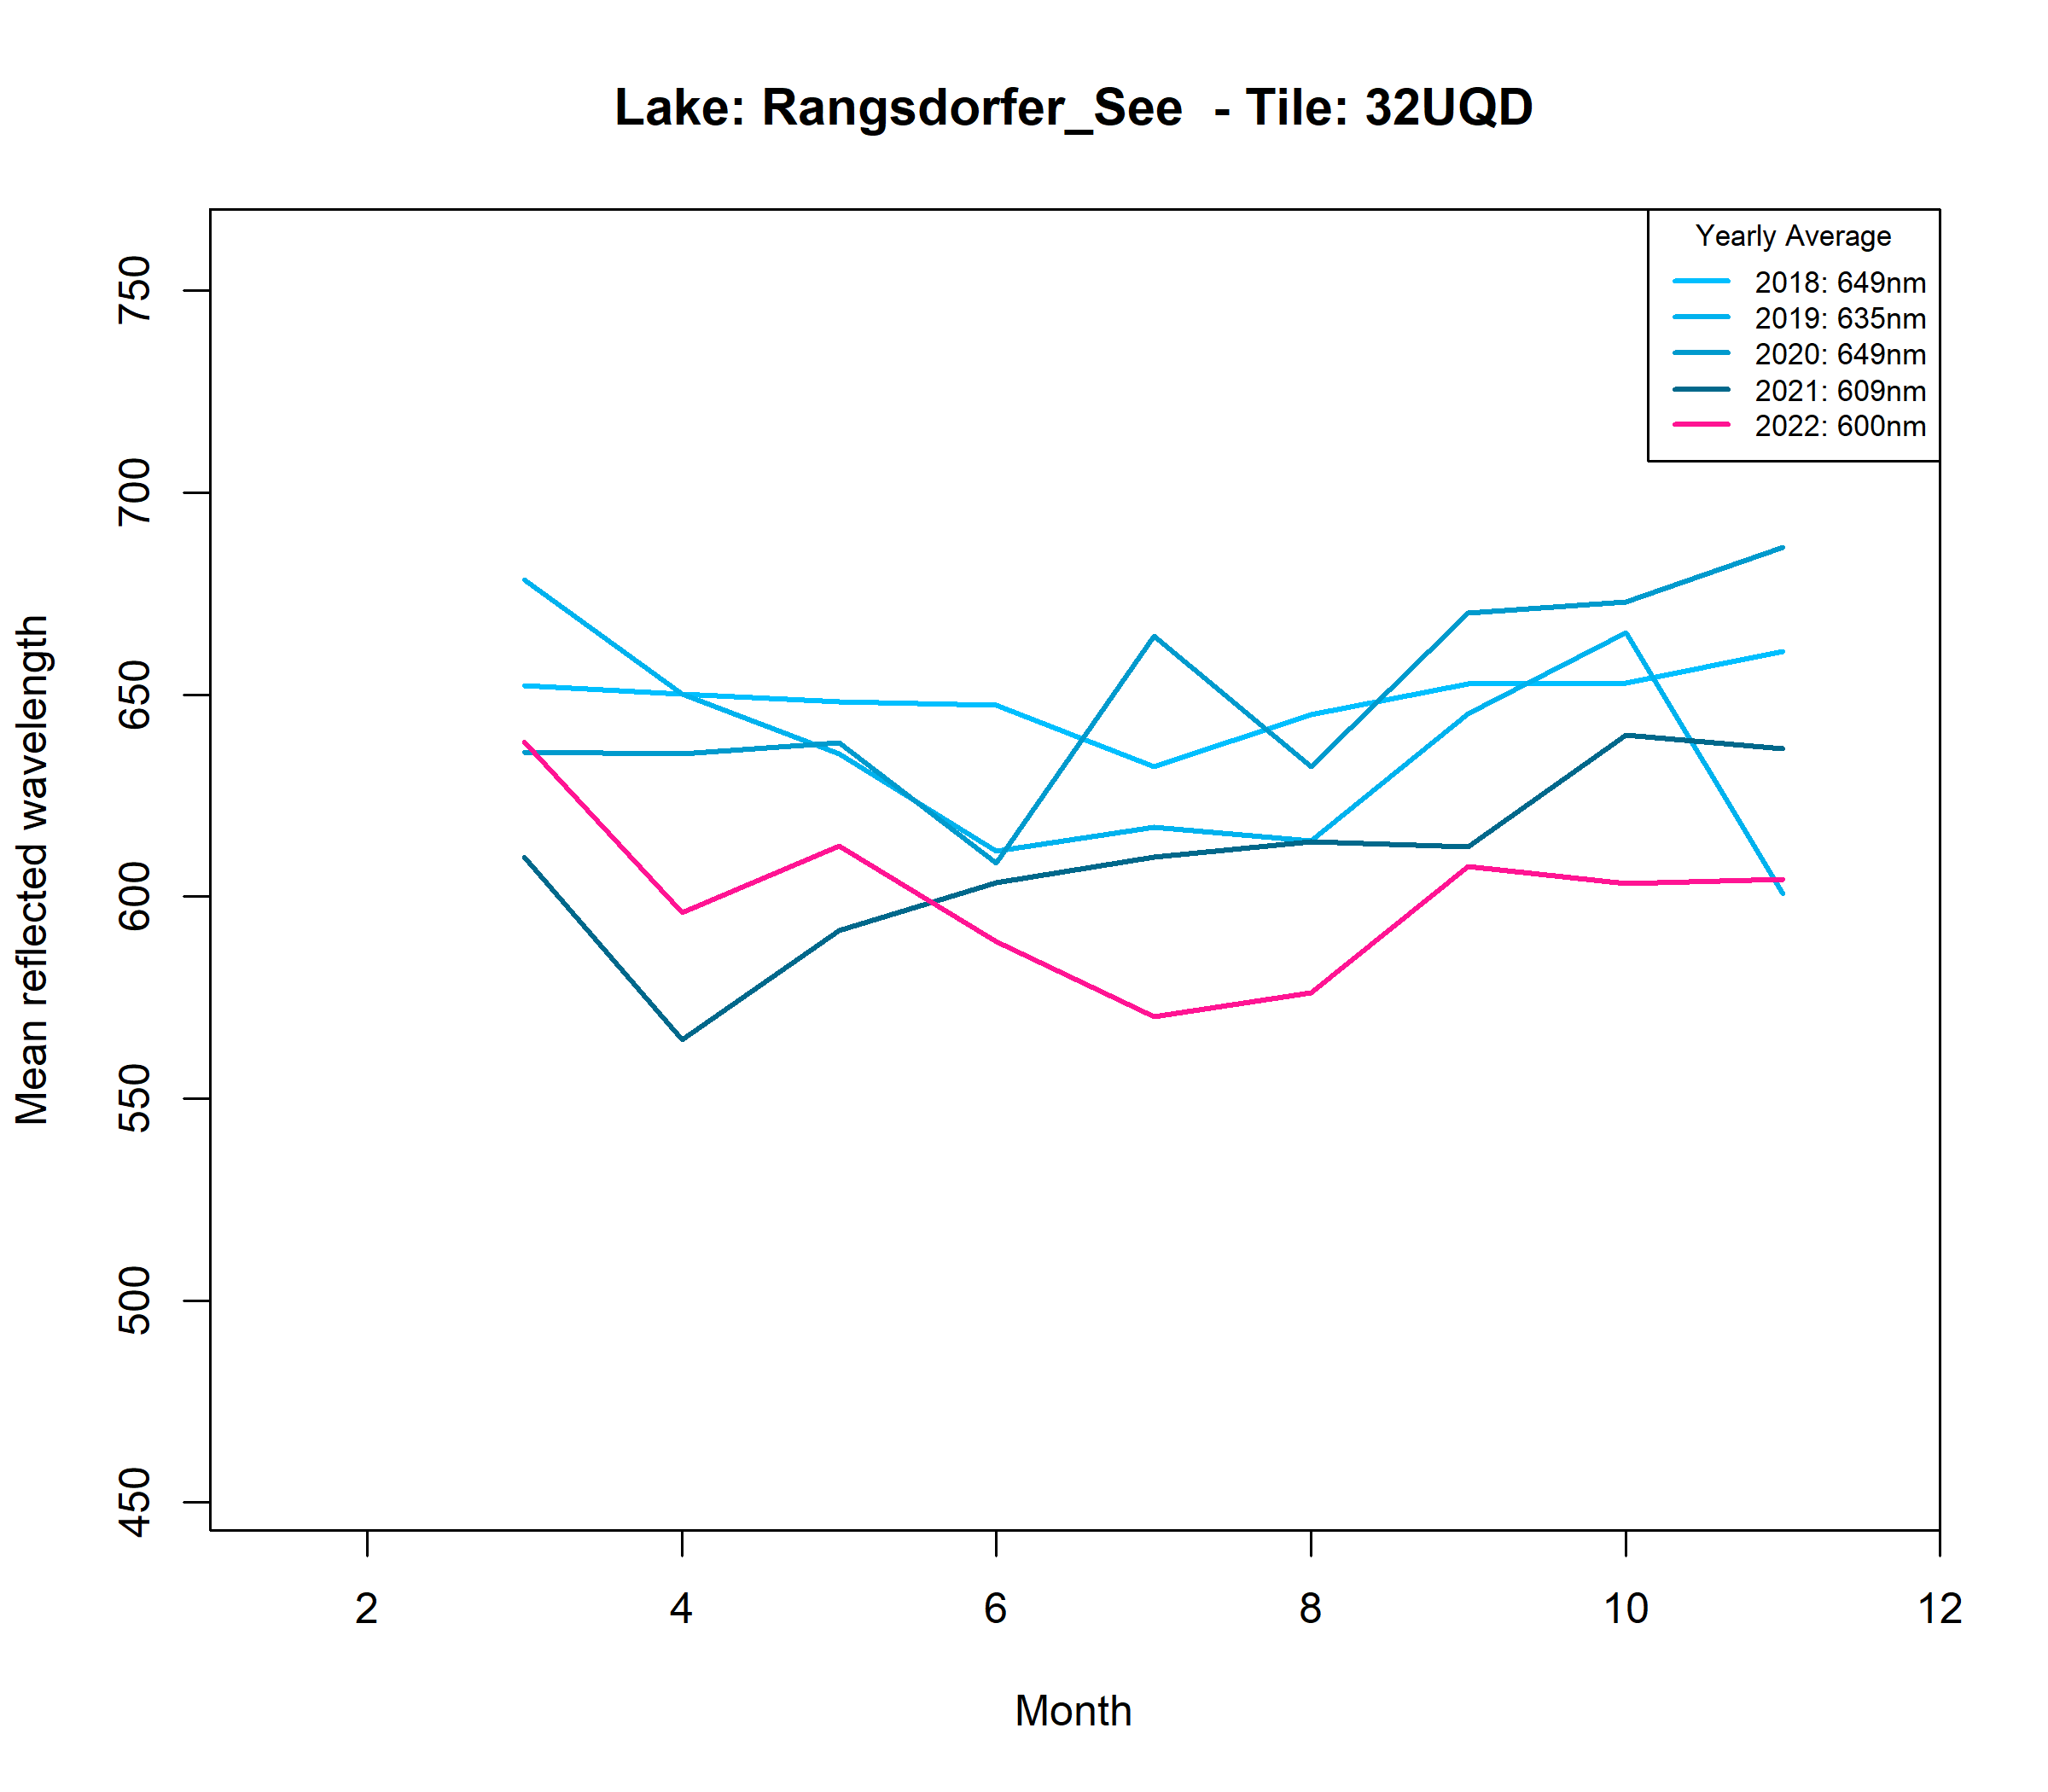 Lake: Rangsdorfer_See - Tile: 32UQD
Yearly Average
2018: 649nm
2019: 635nm
2020: 649nm
2021: 609nm
2022: 600nm
Mean reflected wavelength
750
700
650
600
550
500
450
2 4 6 8 10 12
Month